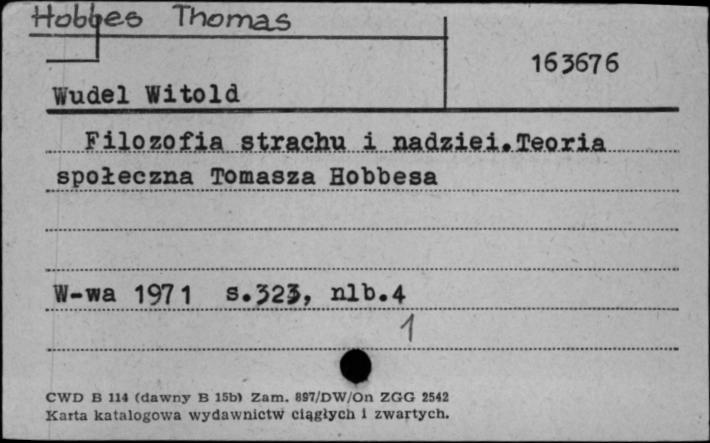 Hobbes Thomas
163676
Wudel Witold
Filozofia strachu i nadziei.Teoria
społeczna Tomasza Hobbesa
W-wa 1971 s.323, nlb.4
1
CWD B 114 (dawny B 15b) Zam. 897/DW/On ZGG 2542
Karta katalogowa wydawnictw ciągłych i zwartych.